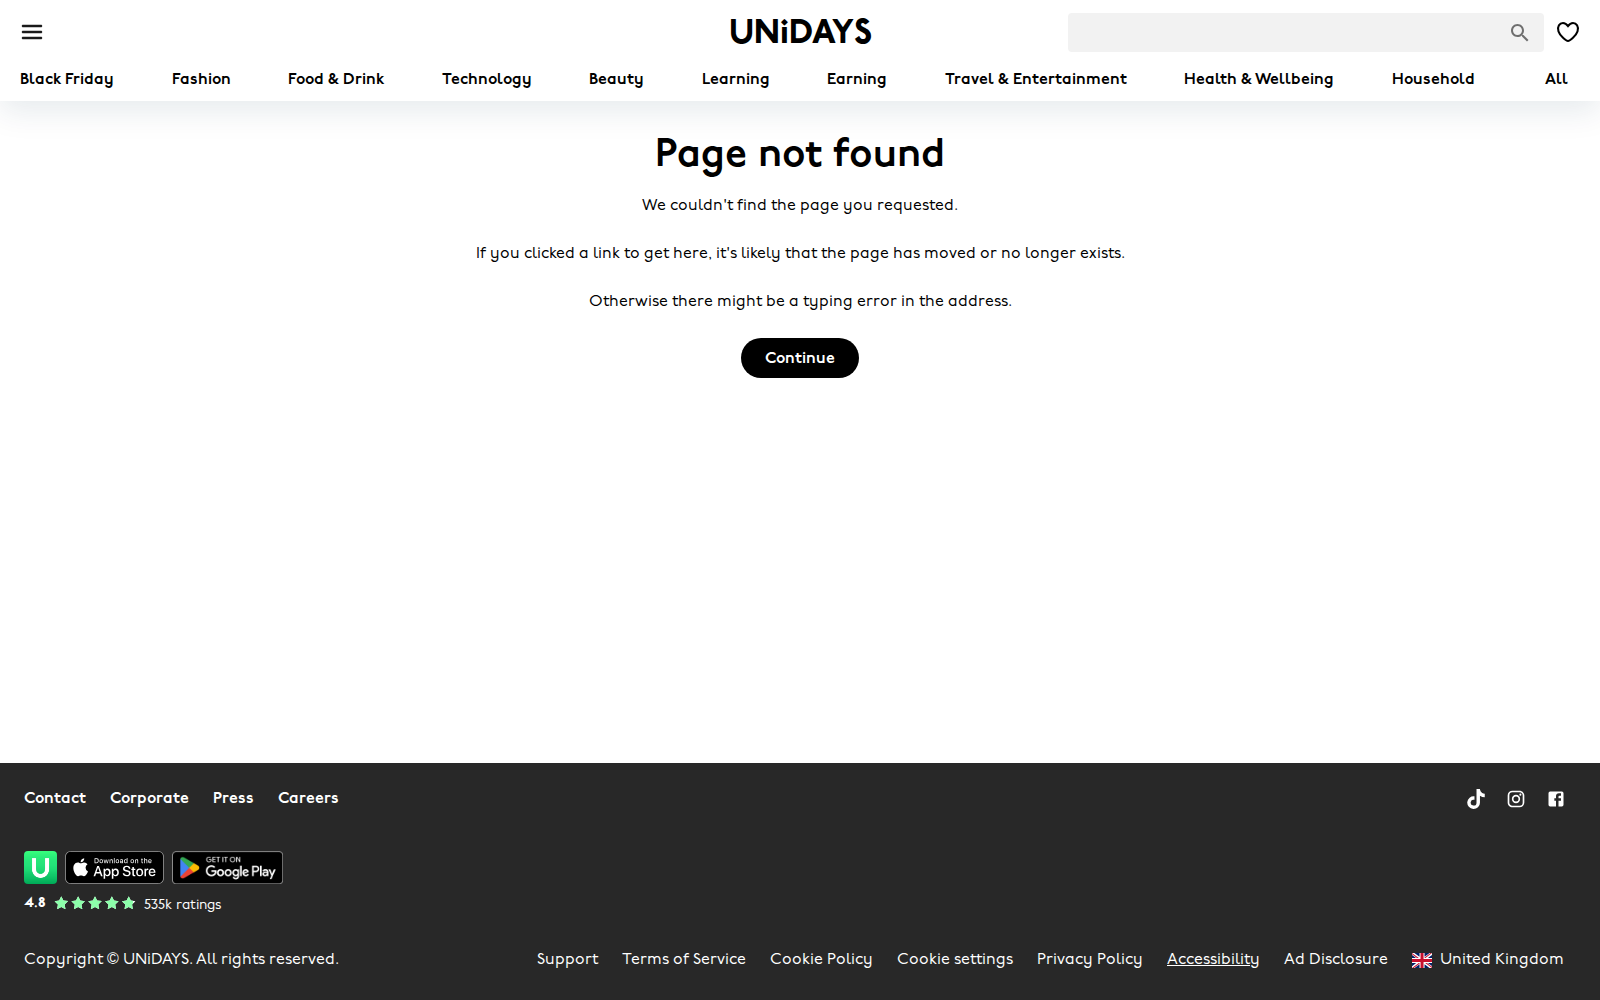 UNiDAYS
Black Friday Fashion Food & Drink Technology Beauty Learning Earning Travel & Entertainment Health & Wellbeing Household All
Page not found
We couldn't find the page you requested.
If you clicked a link to get here, it's likely that the page has moved or no longer exists.
Otherwise there might be a typing error in the address.
Continue
Contact Corporate Press Careers
U Download on the App Store GET IT ON Google Play
4.8 535k ratings
Copyright © UNiDAYS. All rights reserved. Support Terms of Service Cookie Policy Cookie settings Privacy Policy Accessibility Ad Disclosure United Kingdom